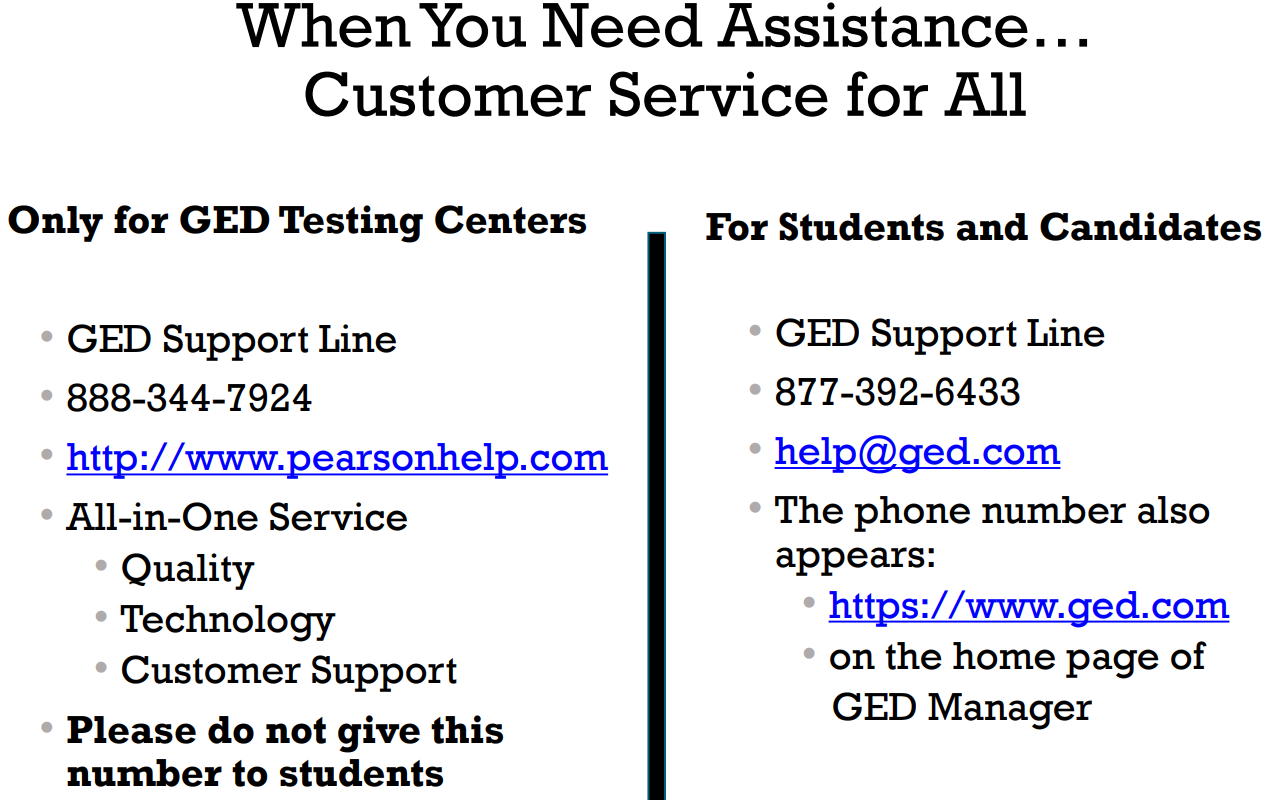 When You Need Assistance…
Customer Service for All
Only for GED Testing Centers
• GED Support Line
• 888-344-7924
• http://www.pearsonhelp.com
• All-in-One Service
• Quality
• Technology
• Customer Support
• Please do not give this
number to students
For Students and Candidates
• GED Support Line
• 877-392-6433
• help@ged.com
• The phone number also
appears:
• https://www.ged.com
• on the home page of
GED Manager